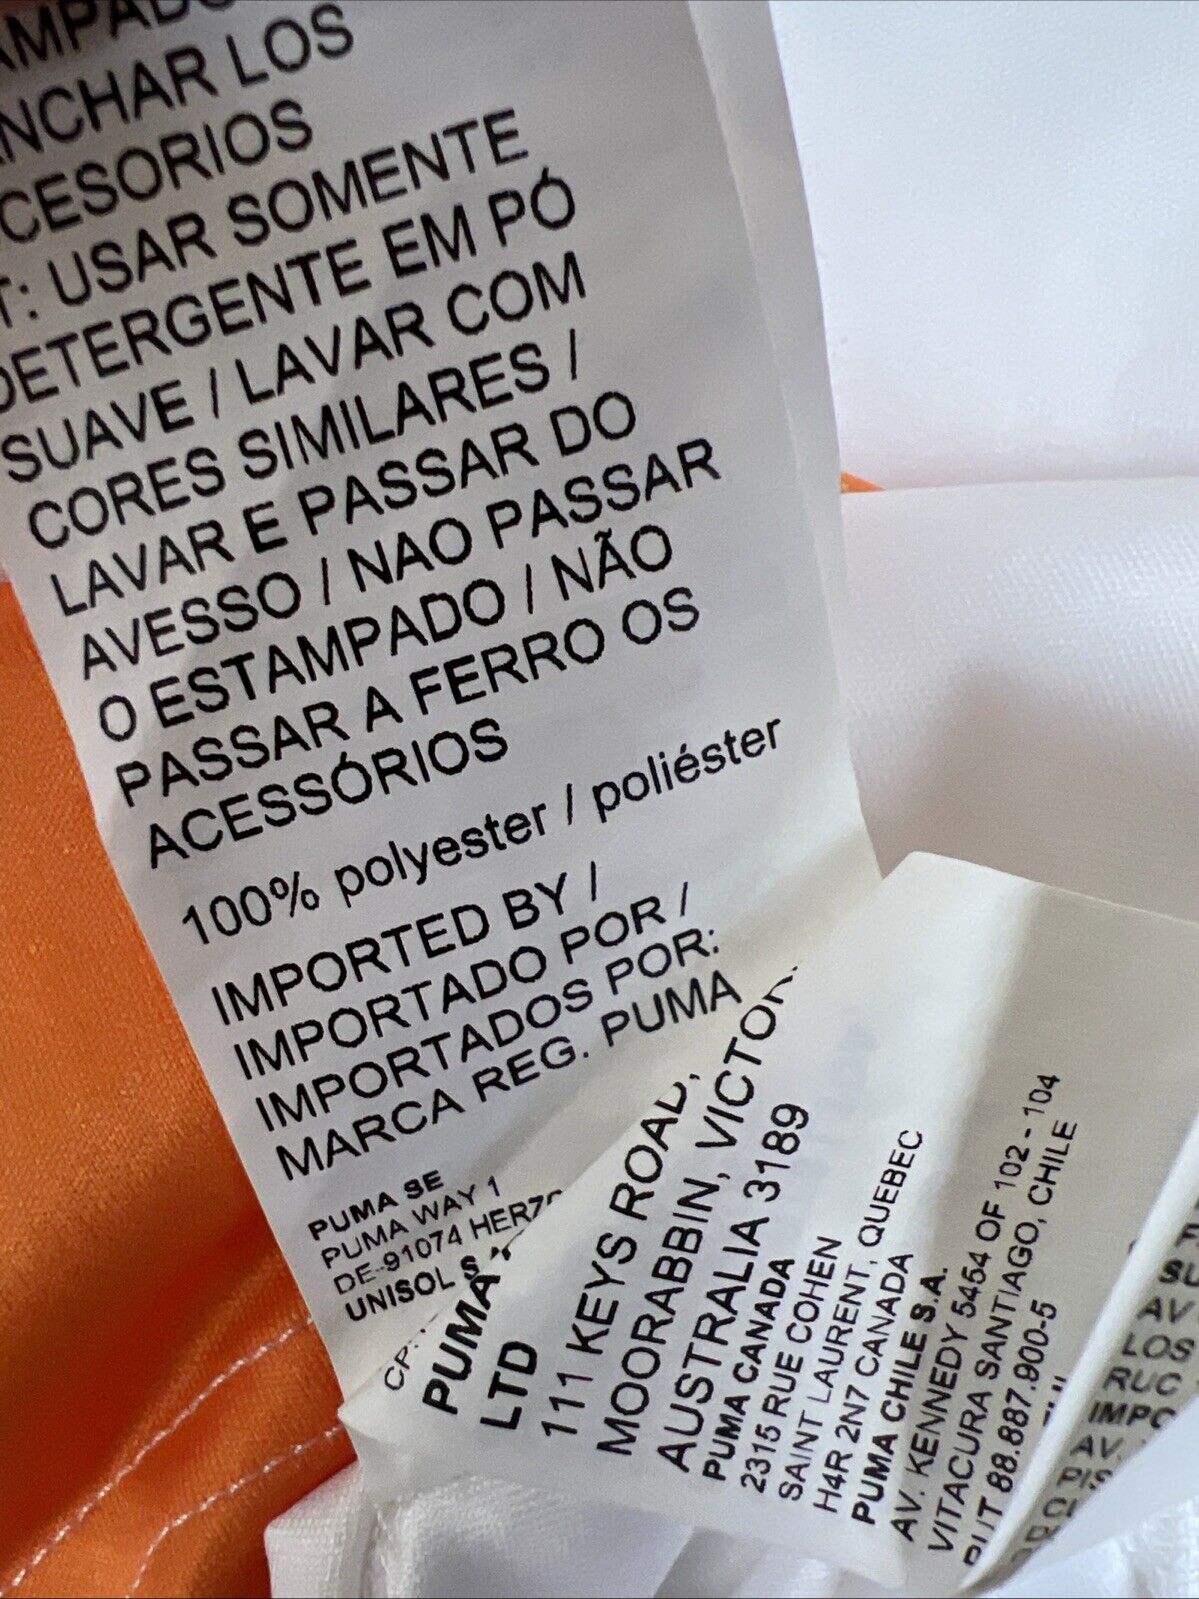 LOS
USAR SOMENTE
DETERGENTE EM PÓ
SUAVE / LAVAR COM
CORES SIMILARES /
LAVAR E PASSAR DO
AVESSO / NAO PASSAR
O ESTAMPADO / NÃO
PASSAR A FERRO OS
ACESSÓRIOS
100% polyester / poliéster
IMPORTED BY /
IMPORTADO POR /
IMPORTADOS POR:
MARCA REG. PUMA
PUMA SE
PUMA WAY 1
DE-91074
UNISOL S
PUMA
LTD
111 KEYS ROAD,
MOORABBIN,
AUSTRALIA 3189
PUMA CANADA
2315 RUE COHEN
SAINT LAURENT, QUEBEC
H4R 2N7 CANADA
PUMA CHILE S.A.
AV. KENNEDY 5454 OF 102 - 104
VITACURA SANTIAGO, CHILE
RUT 88.887.900-5
AV
LOS
RUC
AV.